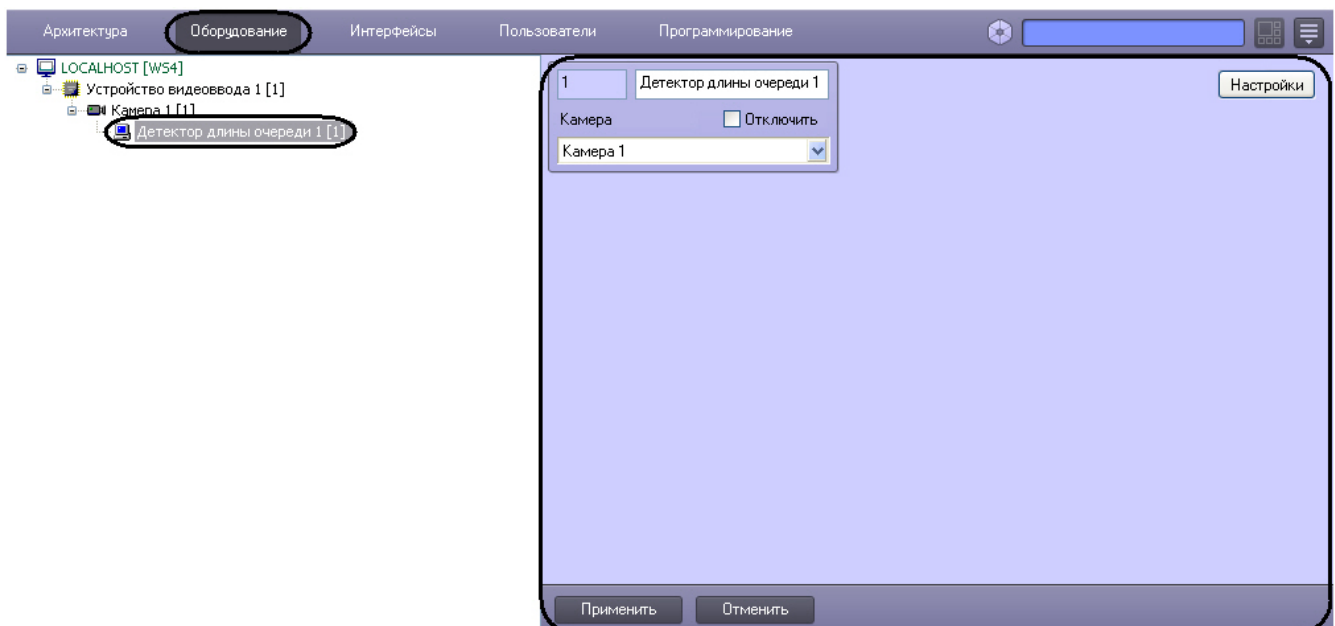 Архитектура Оборудование Интерфейсы Пользователи Программирование
LOCALHOST [WS4]
Устройство видеоввода 1 [1]
Камера 1 [1]
Детектор длины очереди 1 [1]
1 Детектор длины очереди 1
Настройки
Камера Отключить
Камера 1
Применить Отменить